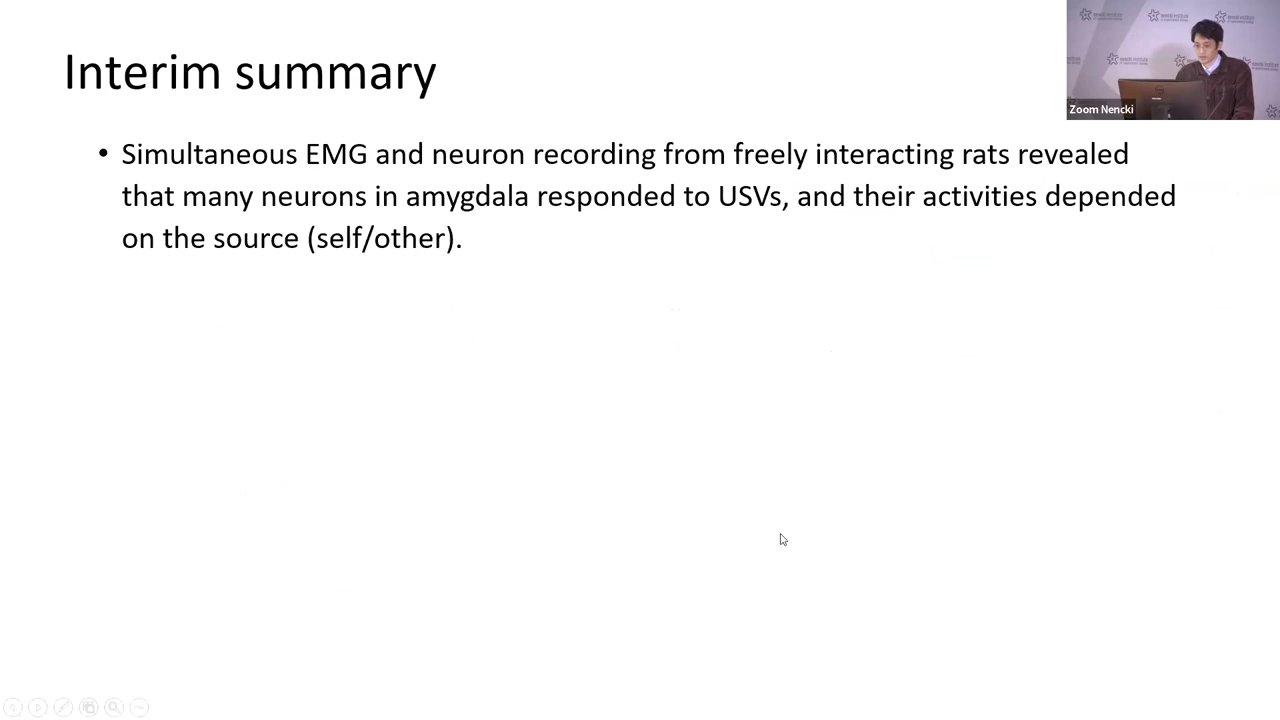 Interim summary
Zoom Nencki
• Simultaneous EMG and neuron recording from freely interacting rats revealed
that many neurons in amygdala responded to USVs, and their activities depended
on the source (self/other).